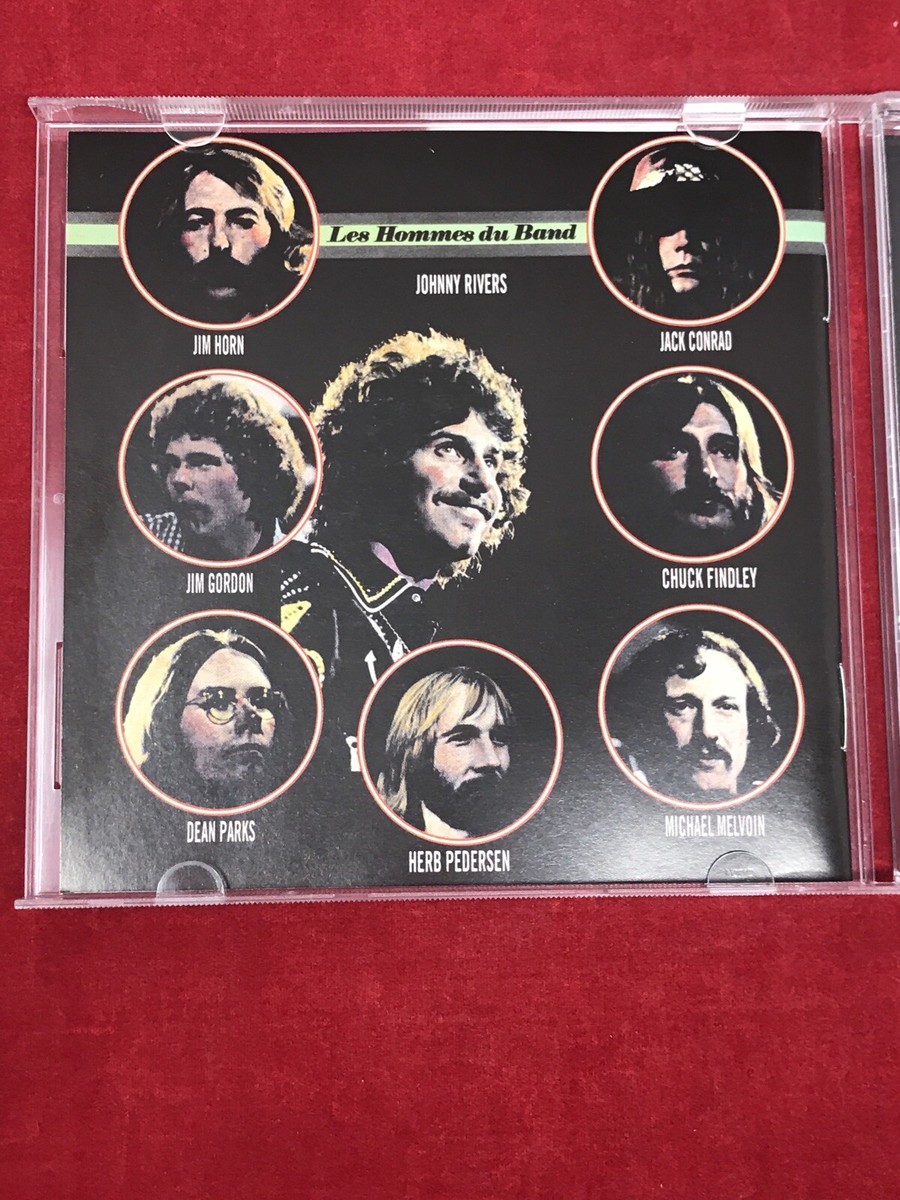 Les Hommes du Band
JOHNNY RIVERS
JIM HORN
JACK CONRAD
JIM GORDON
CHUCK FINDLEY
DEAN PARKS
HERB PEDERSEN
MICHAEL MELVOIN